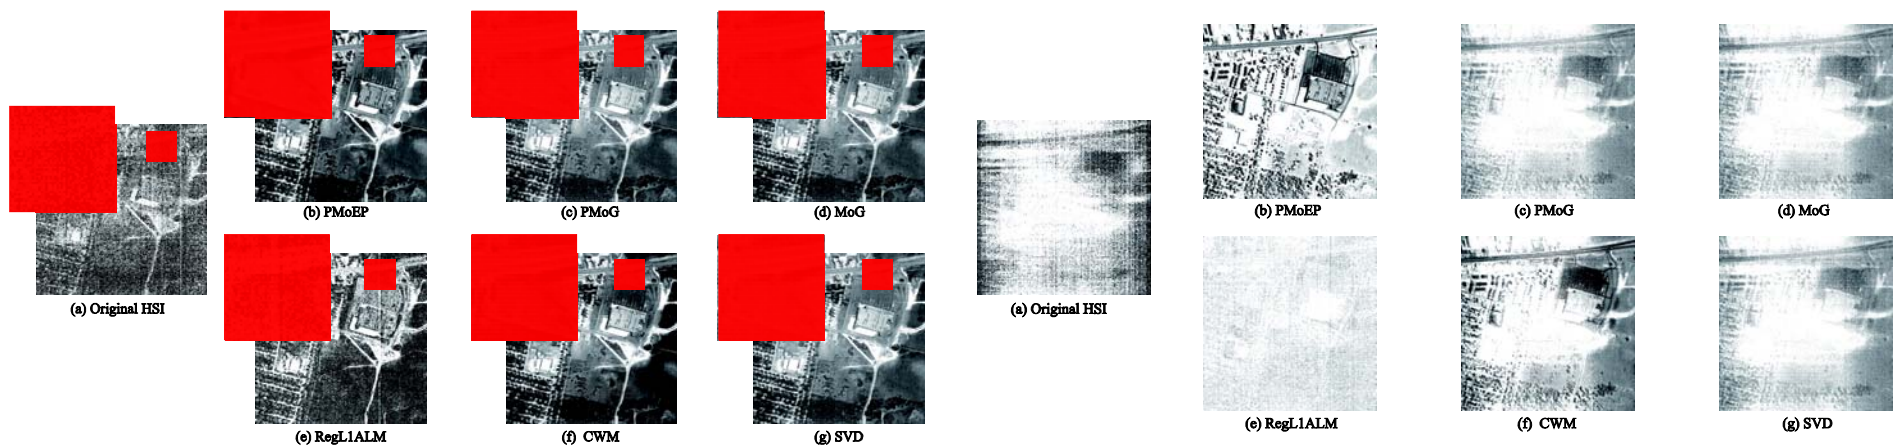 (b) PMoEP
(c) PMoG
(d) MoG
(a) Original HSI
(e) RegL1ALM
(f) CWM
(g) SVD
(b) PMoEP
(c) PMoG
(d) MoG
(a) Original HSI
(e) RegL1ALM
(f) CWM
(g) SVD